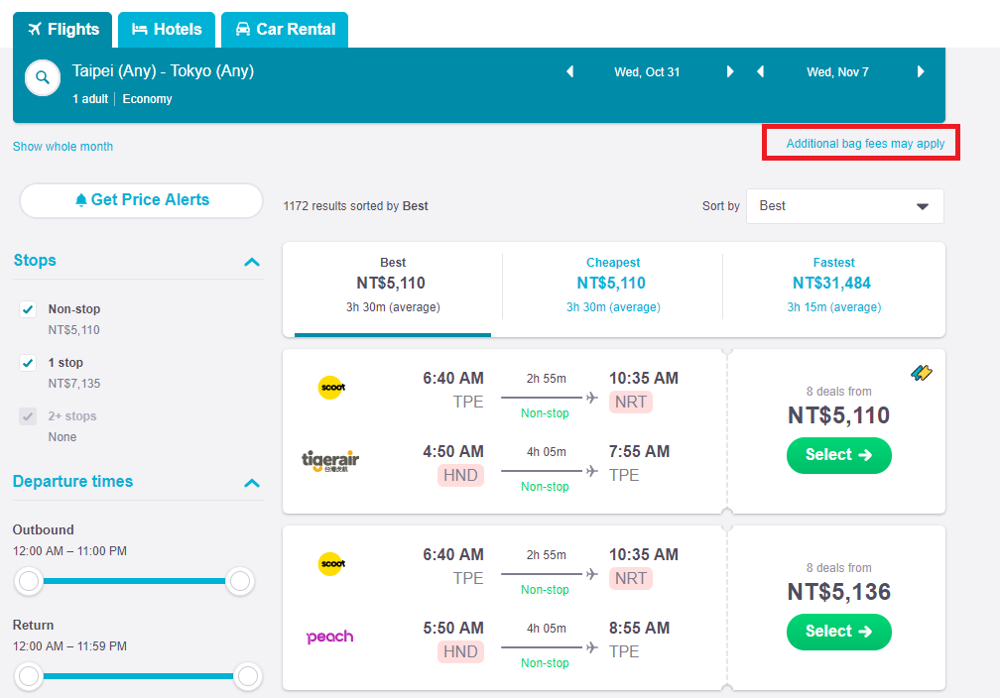 Flights
Hotels
Car Rental
Taipei (Any) - Tokyo (Any)
1 adult | Economy
Wed, Oct 31
Wed, Nov 7
Show whole month
Additional bag fees may apply
Get Price Alerts
1172 results sorted by Best
Sort by
Best
Stops
Non-stop
NT$5,110
1 stop
NT$7,135
2+ stops
None
Departure times
Outbound
12:00 AM – 11:00 PM
Return
12:00 AM – 11:59 PM
Best
NT$5,110
3h 30m (average)
Cheapest
NT$5,110
3h 30m (average)
Fastest
NT$31,484
3h 15m (average)
scoot
6:40 AM
TPE
2h 55m
Non-stop
10:35 AM
NRT
tigerair
台灣虎航
4:50 AM
HND
4h 05m
Non-stop
7:55 AM
TPE
8 deals from
NT$5,110
Select
scoot
6:40 AM
TPE
2h 55m
Non-stop
10:35 AM
NRT
peach
5:50 AM
HND
4h 05m
Non-stop
8:55 AM
TPE
8 deals from
NT$5,136
Select